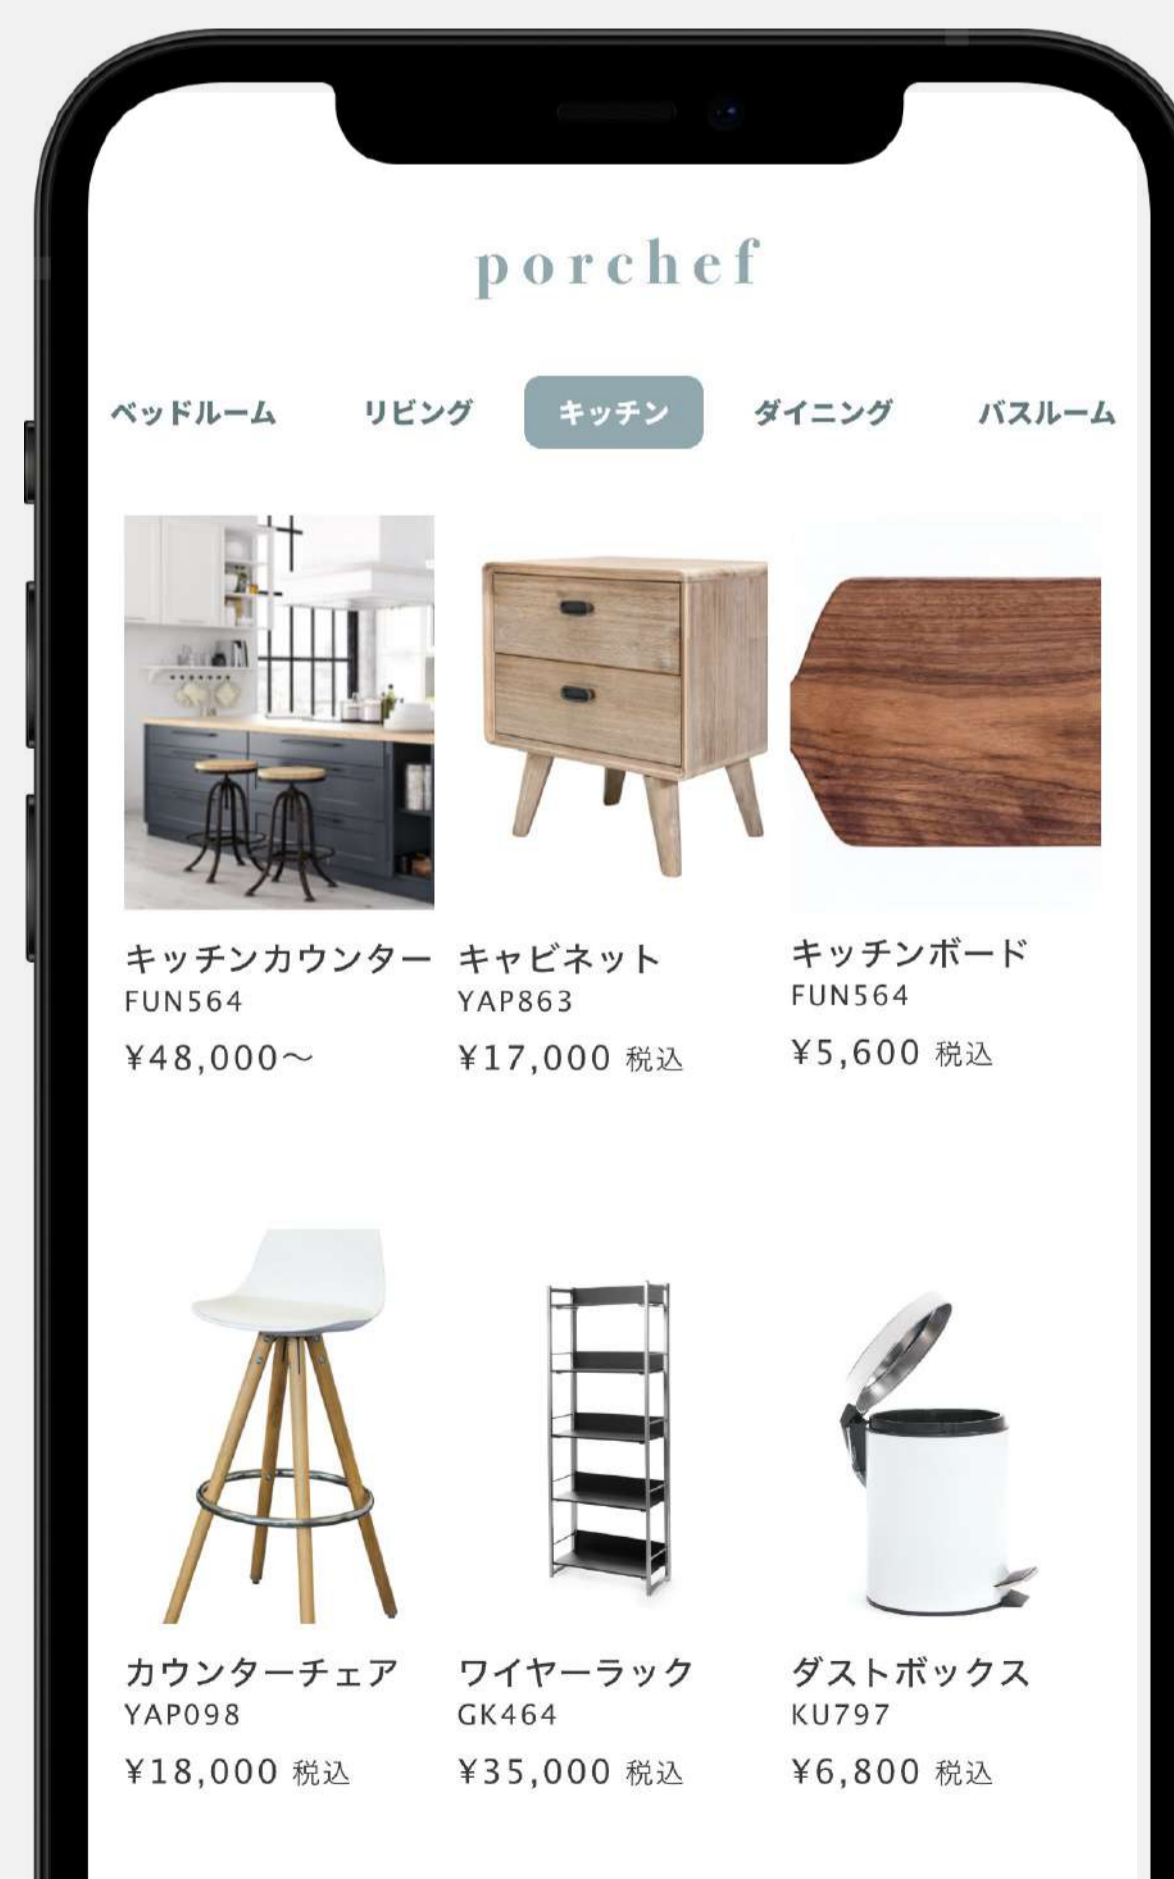 porchef
ベッドルーム リビング キッチン ダイニング バスルーム
キッチンカウンター
FUN564
¥48,000〜
キャビネット
YAP863
¥17,000 税込
キッチンボード
FUN564
¥5,600 税込
カウンターチェア
YAP098
¥18,000 税込
ワイヤーラック
GK464
¥35,000 税込
ダストボックス
KU797
¥6,800 税込